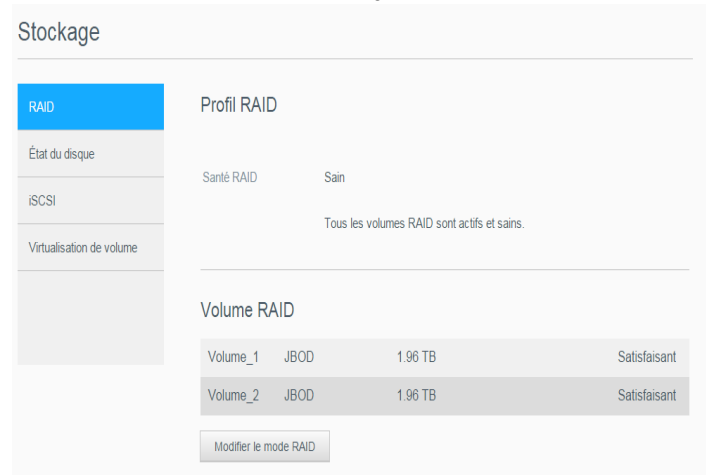 Stockage
RAID
État du disque
iSCSI
Virtualisation de volume
Profil RAID
Santé RAID Sain
Tous les volumes RAID sont actifs et sains.
Volume RAID
Volume_1 JBOD 1.96 TB Satisfaisant
Volume_2 JBOD 1.96 TB Satisfaisant
Modifier le mode RAID